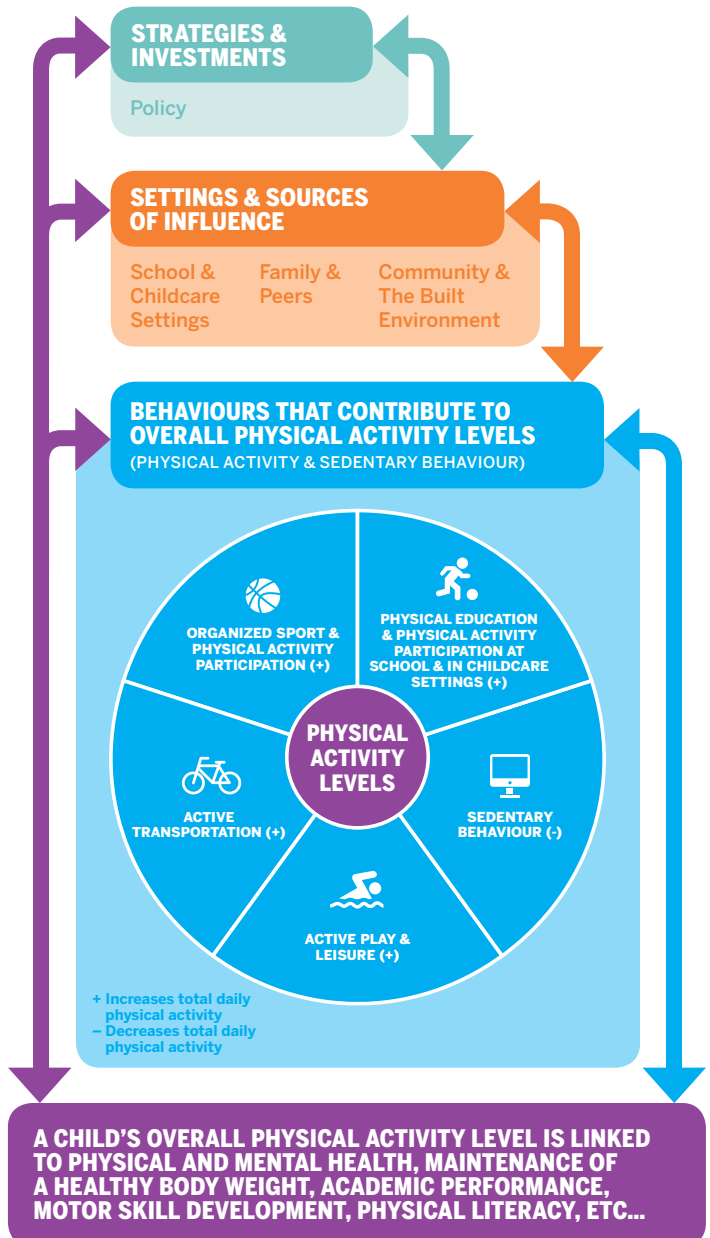 STRATEGIES &
INVESTMENTS
Policy
SETTINGS & SOURCES
OF INFLUENCE
School &
Childcare
Settings
Family &
Peers
Community &
The Built
Environment
BEHAVIOURS THAT CONTRIBUTE TO
OVERALL PHYSICAL ACTIVITY LEVELS
(PHYSICAL ACTIVITY & SEDENTARY BEHAVIOUR)
ORGANIZED SPORT &
PHYSICAL ACTIVITY
PARTICIPATION (+)
PHYSICAL EDUCATION
& PHYSICAL ACTIVITY
PARTICIPATION AT
SCHOOL & IN CHILDCARE
SETTINGS (+)
PHYSICAL
ACTIVITY
LEVELS
ACTIVE
TRANSPORTATION (+)
SEDENTARY
BEHAVIOUR (-)
ACTIVE PLAY &
LEISURE (+)
+ Increases total daily
physical activity
– Decreases total daily
physical activity
A CHILD'S OVERALL PHYSICAL ACTIVITY LEVEL IS LINKED
TO PHYSICAL AND MENTAL HEALTH, MAINTENANCE OF
A HEALTHY BODY WEIGHT, ACADEMIC PERFORMANCE,
MOTOR SKILL DEVELOPMENT, PHYSICAL LITERACY, ETC...